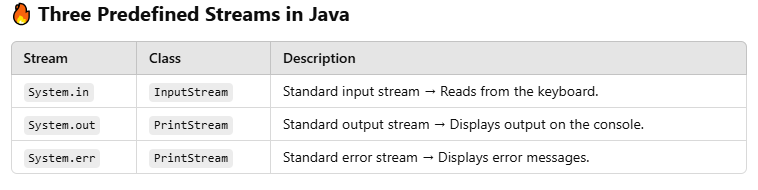 🔥 Three Predefined Streams in Java
Stream Class Description
System.in InputStream Standard input stream → Reads from the keyboard.
System.out PrintStream Standard output stream → Displays output on the console.
System.err PrintStream Standard error stream → Displays error messages.